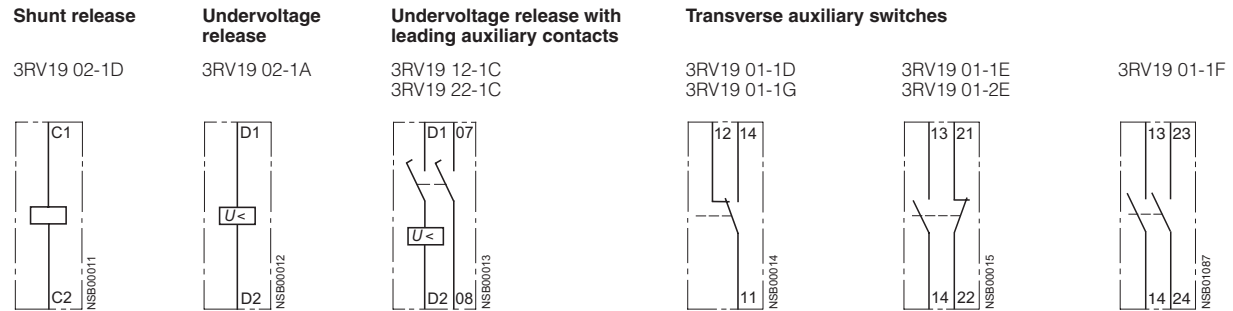 Shunt release
Undervoltage
release
Undervoltage release with
leading auxiliary contacts
Transverse auxiliary switches
3RV19 02-1D
3RV19 02-1A
3RV19 12-1C
3RV19 22-1C
3RV19 01-1D
3RV19 01-1G
3RV19 01-1E
3RV19 01-2E
3RV19 01-1F
C1
C2
NSB00011
D1
U<
D2
NSB00012
D1 07
U<
D2 08
NSB00013
12 14
11
NSB00014
13 21
14 22
NSB00015
13 23
14 24
NSB01087